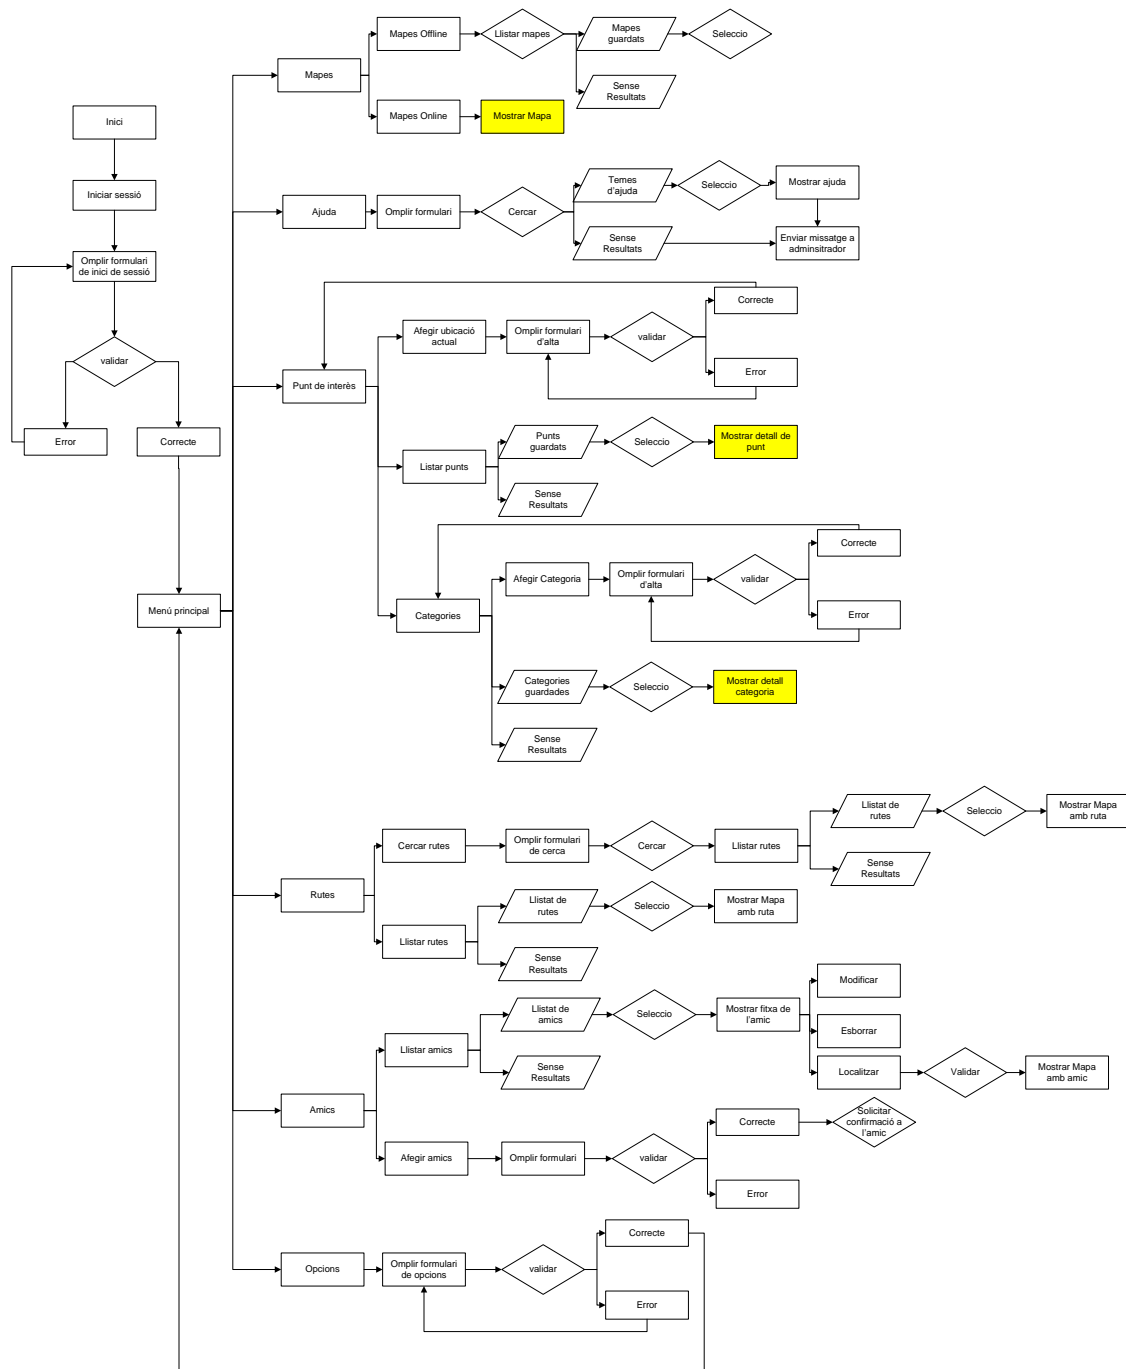 Inici
Iniciar sessió
Omplir formulari
de inici de sessió
validar
Error
Correcte
Menú principal
Mapes
Mapes Offline
Llistar mapes
Mapes
guardats
Seleccio
Sense
Resultats
Mapes Online
Mostrar Mapa
Ajuda
Omplir formulari
Cercar
Temes
d'ajuda
Seleccio
Mostrar ajuda
Sense
Resultats
Enviar missatge a
adminsitrador
Punt de interès
Afegir ubicació
actual
Omplir formulari
d'alta
validar
Correcte
Error
Listar punts
Punts
guardats
Seleccio
Mostrar detall de
punt
Sense
Resultats
Categories
Afegir Categoria
Omplir formulari
d'alta
validar
Correcte
Error
Categories
guardades
Seleccio
Mostrar detall
categoria
Sense
Resultats
Rutes
Cercar rutes
Omplir formulari
de cerca
Cercar
Llistar rutes
Llistat de
rutes
Seleccio
Mostrar Mapa
amb ruta
Sense
Resultats
Llistar rutes
Llistat de
rutes
Seleccio
Mostrar Mapa
amb ruta
Sense
Resultats
Amics
Llistar amics
Llistat de
amics
Seleccio
Mostrar fitxa de
l'amic
Modificar
Esborrar
Localitzar
Validar
Mostrar Mapa
amb amic
Sense
Resultats
Afegir amics
Omplir formulari
validar
Correcte
Solicitar
confirmació a
l'amic
Error
Opcions
Omplir formulari
de opcions
validar
Correcte
Error